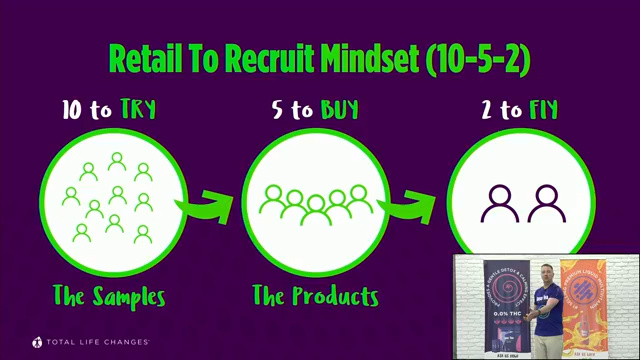 Retail To Recruit Mindset (10-5-2)
10 to TRY
5 to BUY
2 to FLY
The Samples
The Products
0.0% THC
TOTAL LIFE CHANGES